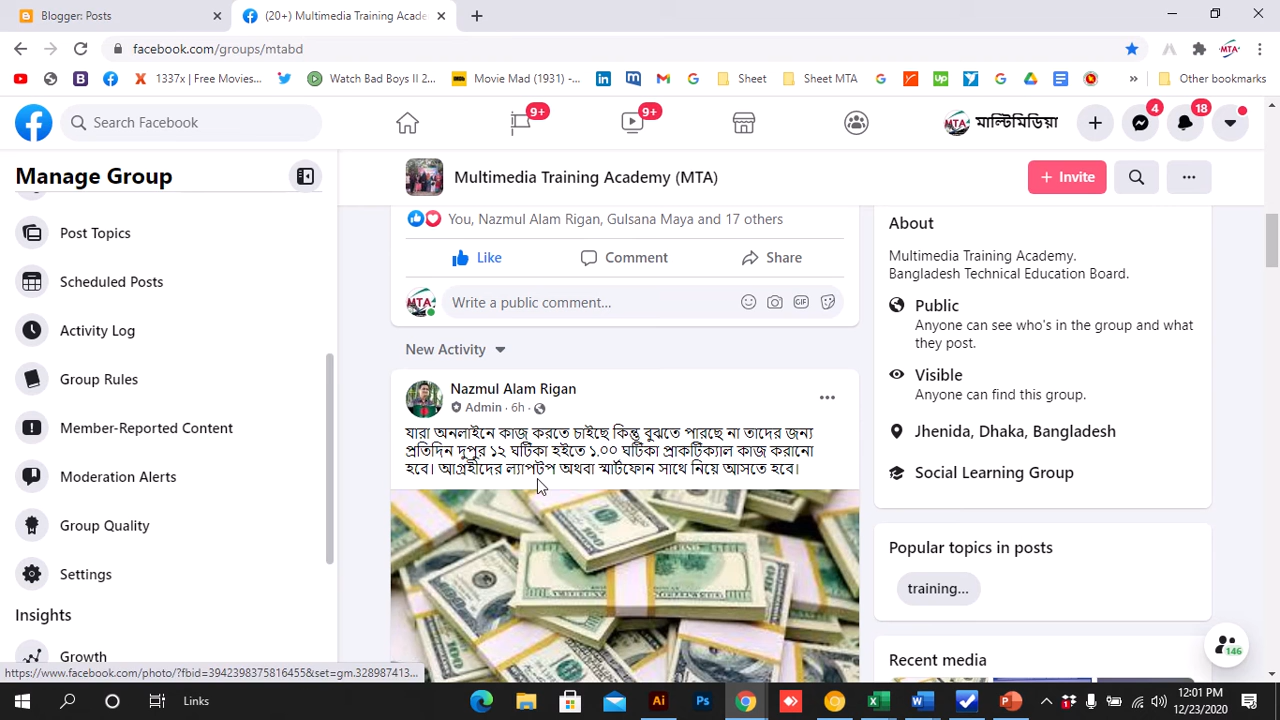 Blogger: Posts
(20+) Multimedia Training Acade
facebook.com/groups/mtabd
1337x | Free Movies...
Watch Bad Boys II 2...
Movie Mad (1931) -...
Sheet
Sheet MTA
Other bookmarks
Search Facebook
9+
9+
MTA মাল্টিমিডিয়া
4
18
Manage Group
Multimedia Training Academy (MTA)
+ Invite
Post Topics
Scheduled Posts
Activity Log
Group Rules
Member-Reported Content
Moderation Alerts
Group Quality
Settings
Insights
Growth
You, Nazmul Alam Rigan, Gulsana Maya and 17 others
Like
Comment
Share
MTA
Write a public comment...
GIF
New Activity
Nazmul Alam Rigan
Admin · 6h ·
যারা অনলাইনে কাজ করতে চাইছে কিন্তু বুঝতে পারছে না তাদের জন্য
প্রতিদিন দুপুর ১২ ঘটিকা হইতে ১.০০ ঘটিকা প্রাকটিক্যাল কাজ করানো
হবে। আগ্রহীদের ল্যাপটপ অথবা স্মার্টফোন সাথে নিয়ে আসতে হবে।
About
Multimedia Training Academy.
Bangladesh Technical Education Board.
Public
Anyone can see who's in the group and what
they post.
Visible
Anyone can find this group.
Jhenida, Dhaka, Bangladesh
Social Learning Group
Popular topics in posts
training...
Recent media
146
https://www.facebook.com/photo/?fbid=394239837581645&set=gm.328987413...
Links
12:01 PM
12/23/2020